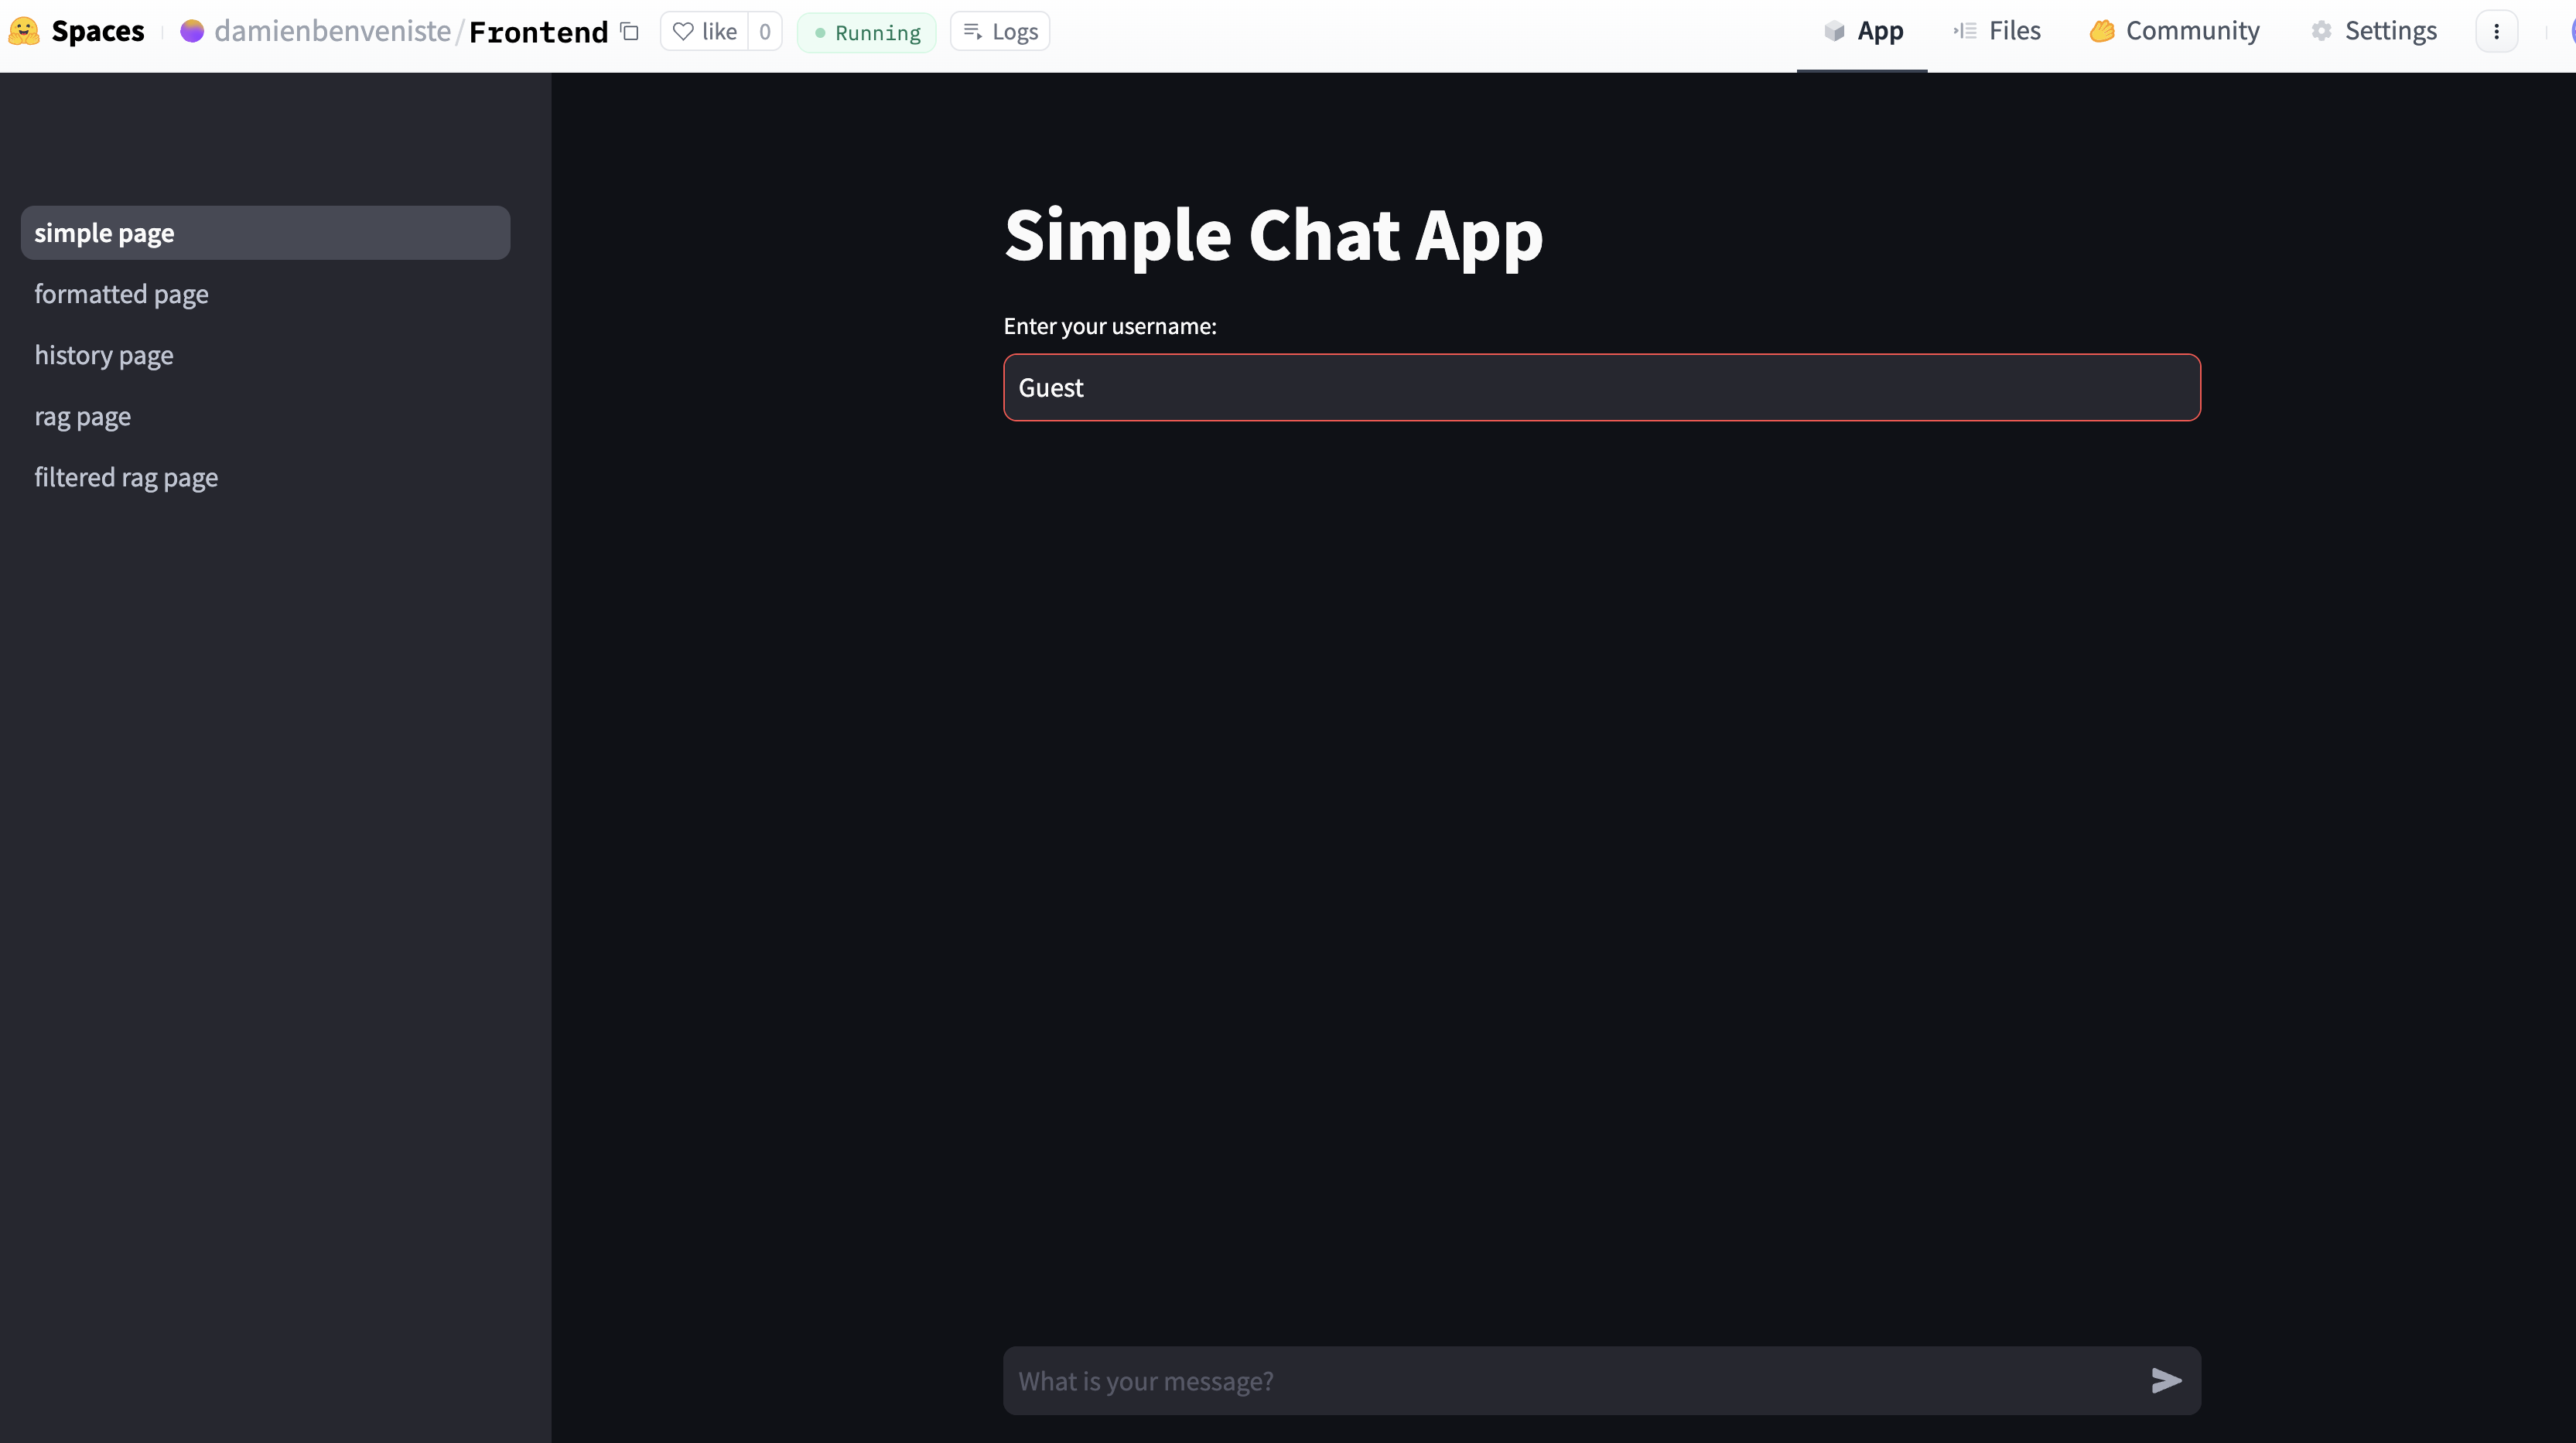 Spaces damienbenveniste/Frontend like 0 Running Logs App Files Community Settings
simple page
formatted page
history page
rag page
filtered rag page
Simple Chat App
Enter your username:
Guest
What is your message?